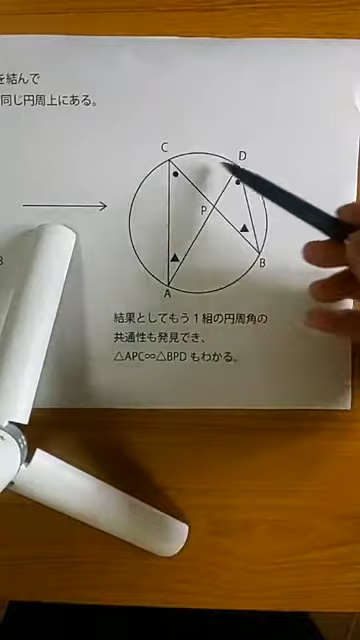 を結んで
同じ円周上にある。
C
D
P
B
A
結果としてもう1組の円周角の
共通性も発見でき、
△APC∞△BPD もわかる。